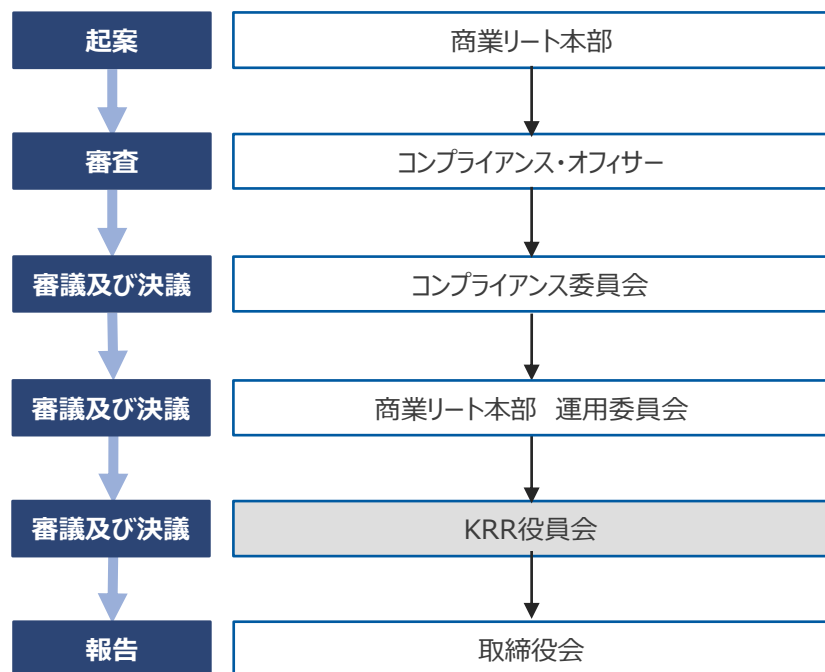 起案
商業リート本部
審査
コンプライアンス・オフィサー
審議及び決議
コンプライアンス委員会
審議及び決議
商業リート本部　運用委員会
審議及び決議
KRR役員会
報告
取締役会